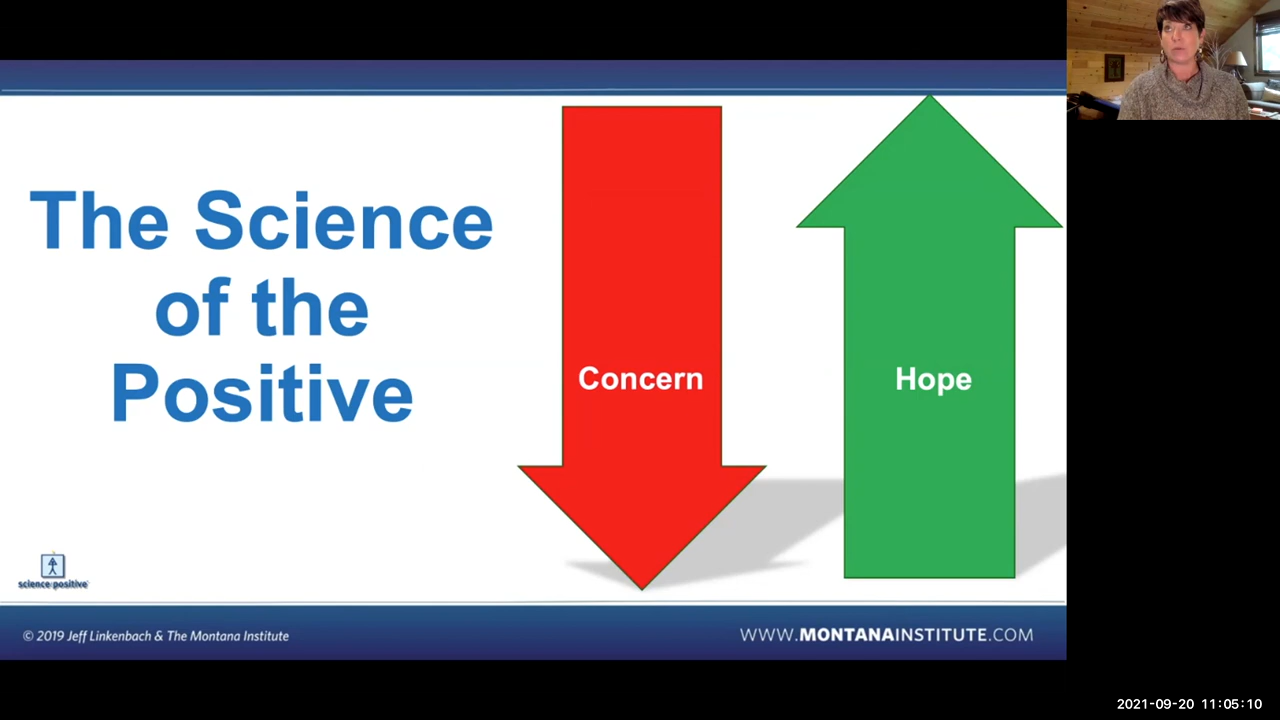 The Science
of the
Positive
Concern
Hope
science positive
© 2019 Jeff Linkenbach & The Montana Institute
WWW.MONTANAINSTITUTE.COM
2021-09-20 11:05:10